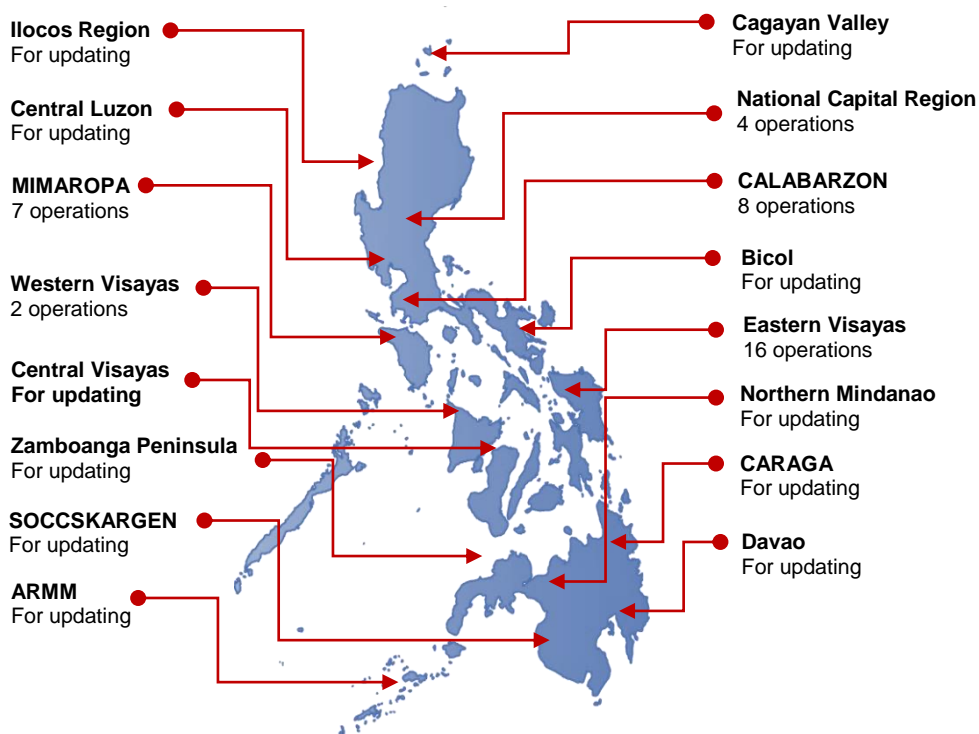 Ilocos Region
For updating
Central Luzon
For updating
MIMAROPA
7 operations
Western Visayas
2 operations
Central Visayas
For updating
Zamboanga Peninsula
For updating
SOCCSKARGEN
For updating
ARMM
For updating
Cagayan Valley
For updating
National Capital Region
4 operations
CALABARZON
8 operations
Bicol
For updating
Eastern Visayas
16 operations
Northern Mindanao
For updating
CARAGA
For updating
Davao
For updating